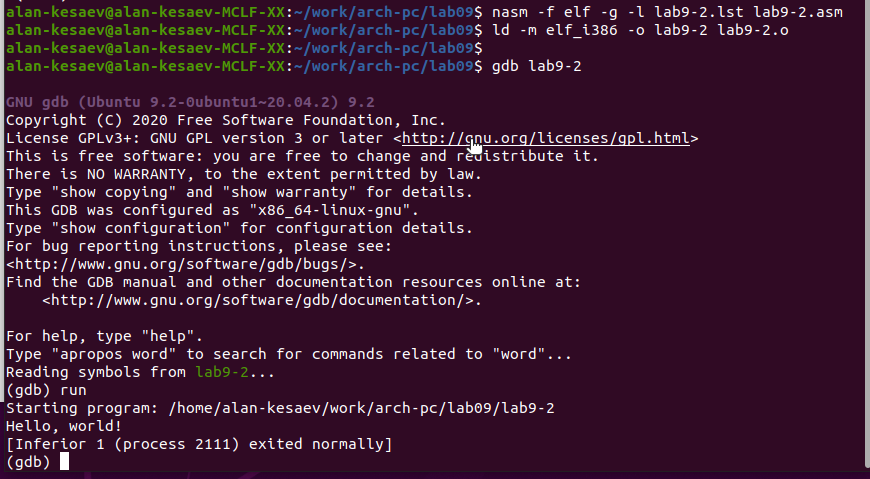 alan-kesaev@alan-kesaev-MCLF-XX:~/work/arch-pc/lab09$ nasm -f elf -g -l lab9-2.lst lab9-2.asm
alan-kesaev@alan-kesaev-MCLF-XX:~/work/arch-pc/lab09$ ld -m elf_i386 -o lab9-2 lab9-2.o
alan-kesaev@alan-kesaev-MCLF-XX:~/work/arch-pc/lab09$
alan-kesaev@alan-kesaev-MCLF-XX:~/work/arch-pc/lab09$ gdb lab9-2
GNU gdb (Ubuntu 9.2-0ubuntu1~20.04.2) 9.2
Copyright (C) 2020 Free Software Foundation, Inc.
License GPLv3+: GNU GPL version 3 or later <http://gnu.org/licenses/gpl.html>
This is free software: you are free to change and redistribute it.
There is NO WARRANTY, to the extent permitted by law.
Type "show copying" and "show warranty" for details.
This GDB was configured as "x86_64-linux-gnu".
Type "show configuration" for configuration details.
For bug reporting instructions, please see:
<http://www.gnu.org/software/gdb/bugs/>.
Find the GDB manual and other documentation resources online at:
    <http://www.gnu.org/software/gdb/documentation/>.
For help, type "help".
Type "apropos word" to search for commands related to "word"...
Reading symbols from lab9-2...
(gdb) run
Starting program: /home/alan-kesaev/work/arch-pc/lab09/lab9-2
Hello, world!
[Inferior 1 (process 2111) exited normally]
(gdb)